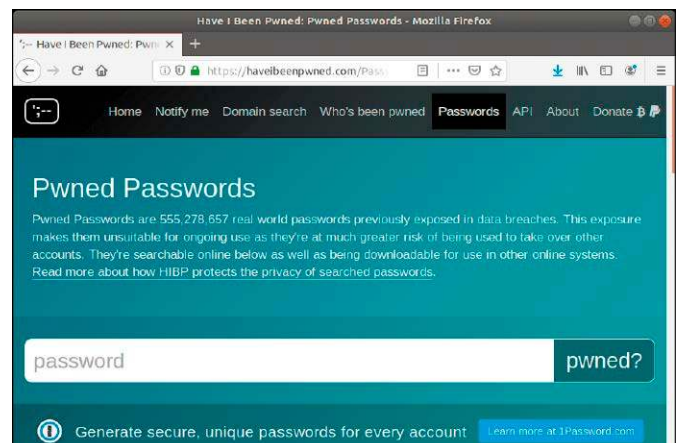 Have I Been Pwned: Pwned Passwords - Mozilla Firefox
Have I Been Pwned: Pwn
https://haveibeenpwned.com/Pass
';--
Home Notify me Domain search Who's been pwned Passwords API About Donate
Pwned Passwords
Pwned Passwords are 555,278,657 real world passwords previously exposed in data breaches. This exposure
makes them unsuitable for ongoing use as they're at much greater risk of being used to take over other
accounts. They're searchable online below as well as being downloadable for use in other online systems.
Read more about how HIBP protects the privacy of searched passwords.
password pwned?
Generate secure, unique passwords for every account Learn more at 1Password.com